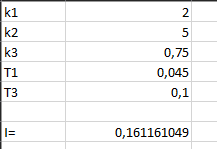 k1 2
k2 5
k3 0,75
T1 0,045
T3 0,1
I= 0,161161049